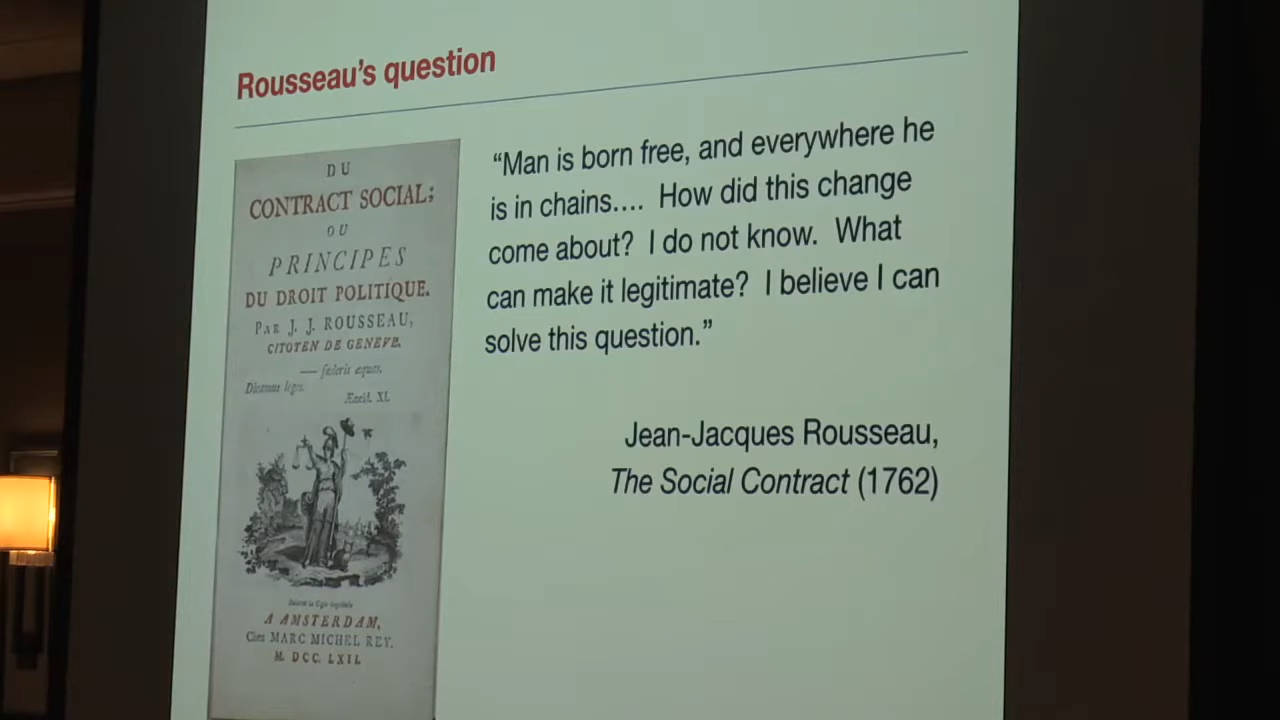 Rousseau's question
DU
CONTRACT SOCIAL;
OU
PRINCIPES
DU DROIT POLITIQUE.
PAR J. J. ROUSSEAU,
CITOYEN DE GENEVE.
— fœderis æquas,
Dicamus leges.
Æneid. XI.
A AMSTERDAM,
Chez MARC MICHEL REY.
M. DCC. LXII.
“Man is born free, and everywhere he
is in chains.... How did this change
come about? I do not know. What
can make it legitimate? I believe I can
solve this question.”
Jean-Jacques Rousseau,
The Social Contract (1762)